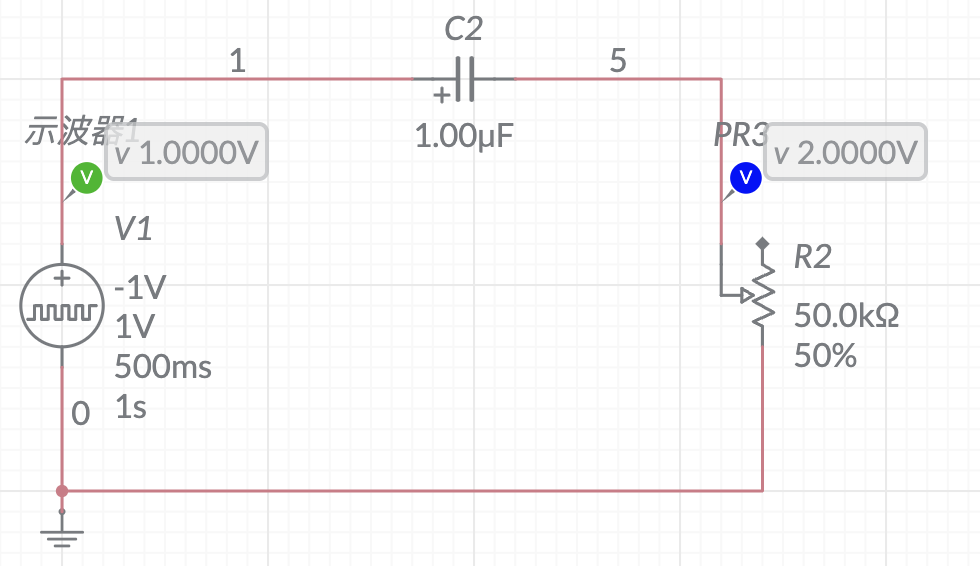 C2
1
5
+
1.00µF
示波器1
v 1.0000V
PR3
v 2.0000V
V
V
V1
R2
+
-1V
1V
500ms
1s
50.0kΩ
50%
0